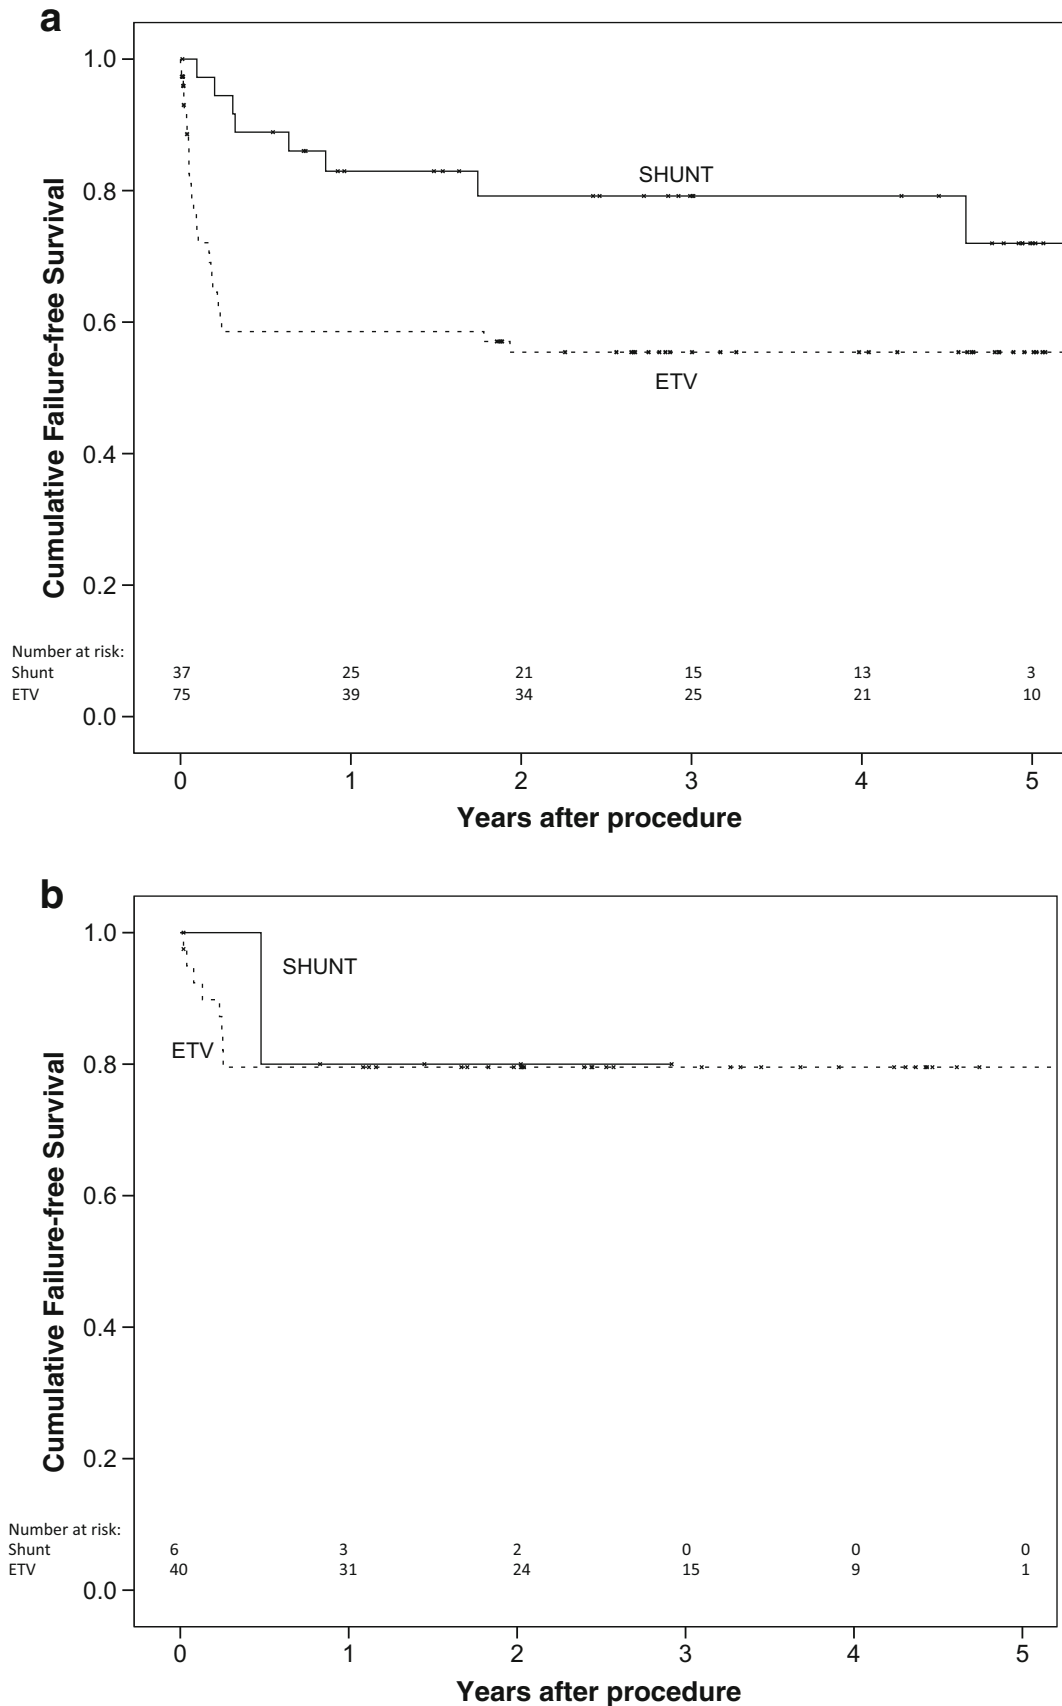 a
1.0
0.8
0.6
0.4
0.2
0.0
Cumulative Failure-free Survival
SHUNT
ETV
Number at risk:
Shunt 37 25 21 15 13 3
ETV 75 39 34 25 21 10
0 1 2 3 4 5
Years after procedure
b
1.0
0.8
0.6
0.4
0.2
0.0
Cumulative Failure-free Survival
SHUNT
ETV
Number at risk:
Shunt 6 3 2 0 0 0
ETV 40 31 24 15 9 1
0 1 2 3 4 5
Years after procedure